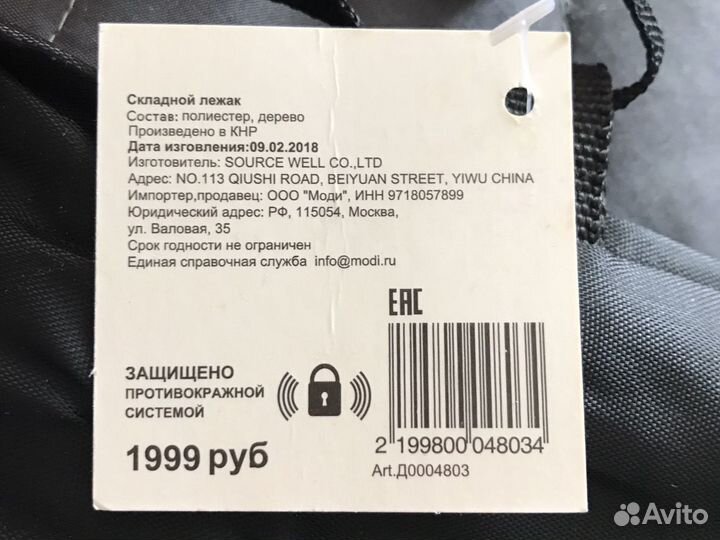 Складной лежак
Состав: полиестер, дерево
Произведено в КНР
Дата изговления:09.02.2018
Изготовитель: SOURCE WELL CO.,LTD
Адрес: NO.113 QIUSHI ROAD, BEIYUAN STREET, YIWU CHINA
Импортер,продавец: ООО "Моди", ИНН 9718057899
Юридический адрес: РФ, 115054, Москва,
ул. Валовая, 35
Срок годности не ограничен
Единая справочная служба info@modi.ru
EAC
ЗАЩИЩЕНО
ПРОТИВОКРАЖНОЙ
СИСТЕМОЙ
1999 руб
2 199800 048034
Art.Д0004803
Avito